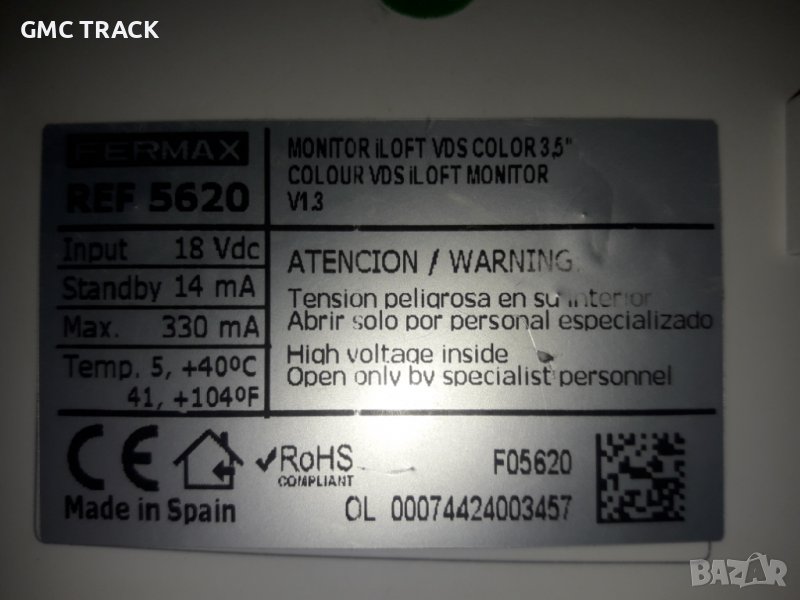 GMC TRACK
FERMAX
REF 5620
MONITOR iLOFT VDS COLOR 3,5"
COLOUR VDS iLOFT MONITOR
V1.3
Input 18 Vdc
Standby 14 mA
Max. 330 mA
Temp. 5, +40ºC
41, +104ºF
ATENCION / WARNING.
Tension peligrosa en su interior
Abrir solo por personal especializado
High voltage inside
Open only by specialist personnel
CE
RoHS
COMPLIANT
Made in Spain
F05620
OL 00074424003457
BAZAR